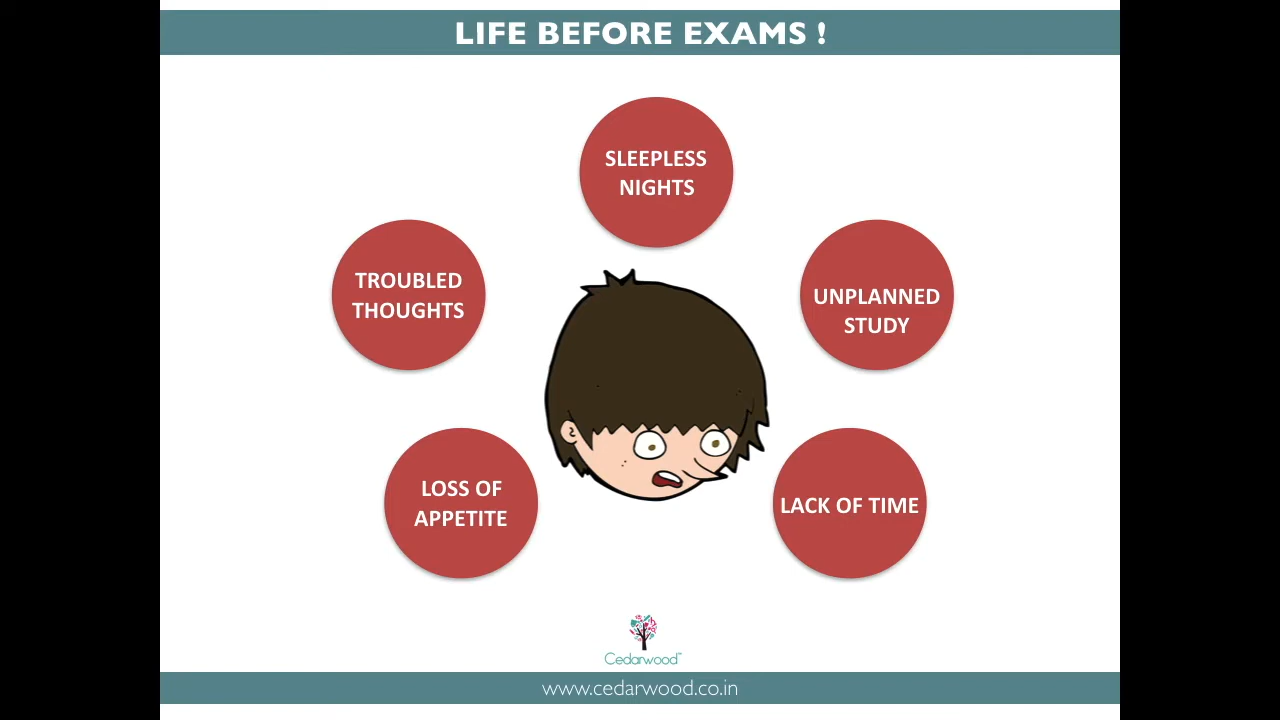 LIFE BEFORE EXAMS !
SLEEPLESS
NIGHTS
TROUBLED
THOUGHTS
UNPLANNED
STUDY
LOSS OF
APPETITE
LACK OF TIME
Cedarwood™
www.cedarwood.co.in